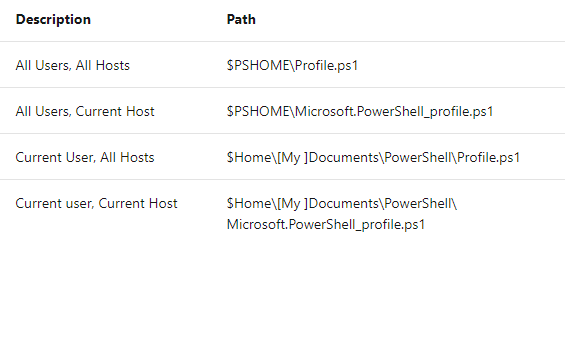 Description Path
All Users, All Hosts $PSHOME\Profile.ps1
All Users, Current Host $PSHOME\Microsoft.PowerShell_profile.ps1
Current User, All Hosts $Home\[My ]Documents\PowerShell\Profile.ps1
Current user, Current Host $Home\[My ]Documents\PowerShell\
Microsoft.PowerShell_profile.ps1